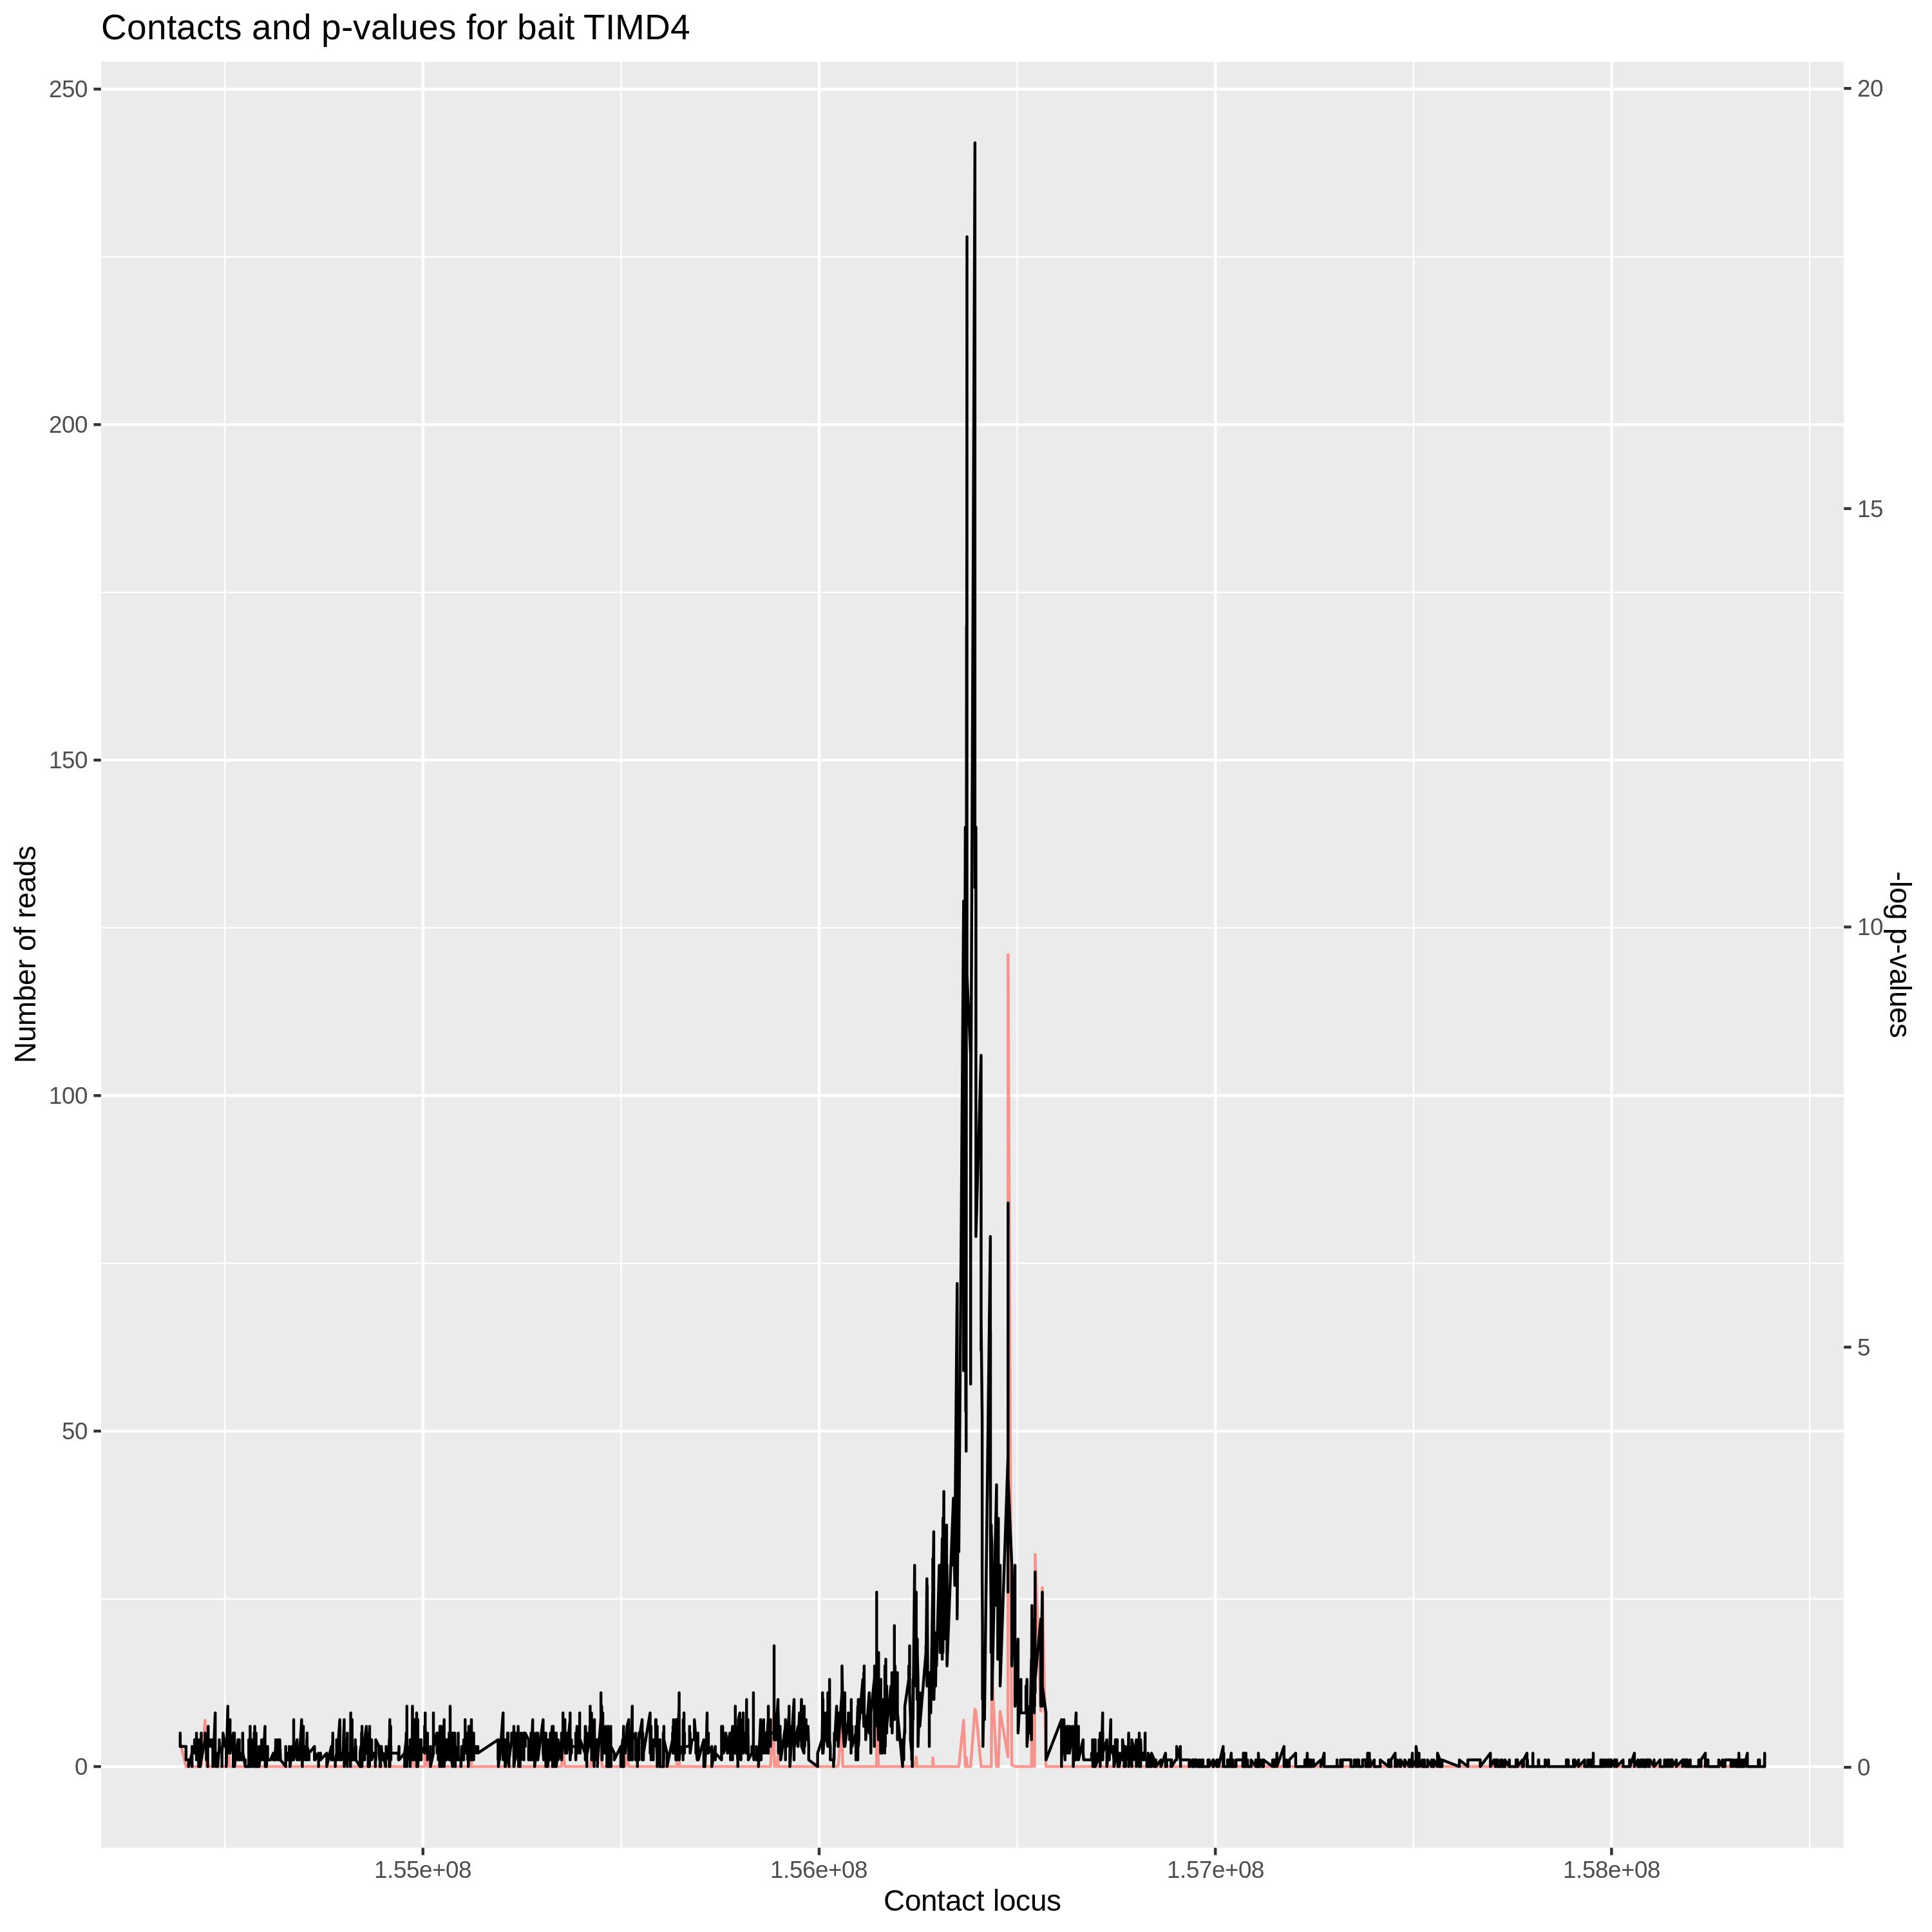 Contacts and p-values for bait TIMD4
250
200
150
100
50
0
Number of reads
20
15
10
5
0
-log p-values
1.55e+08 1.56e+08 1.57e+08 1.58e+08
Contact locus